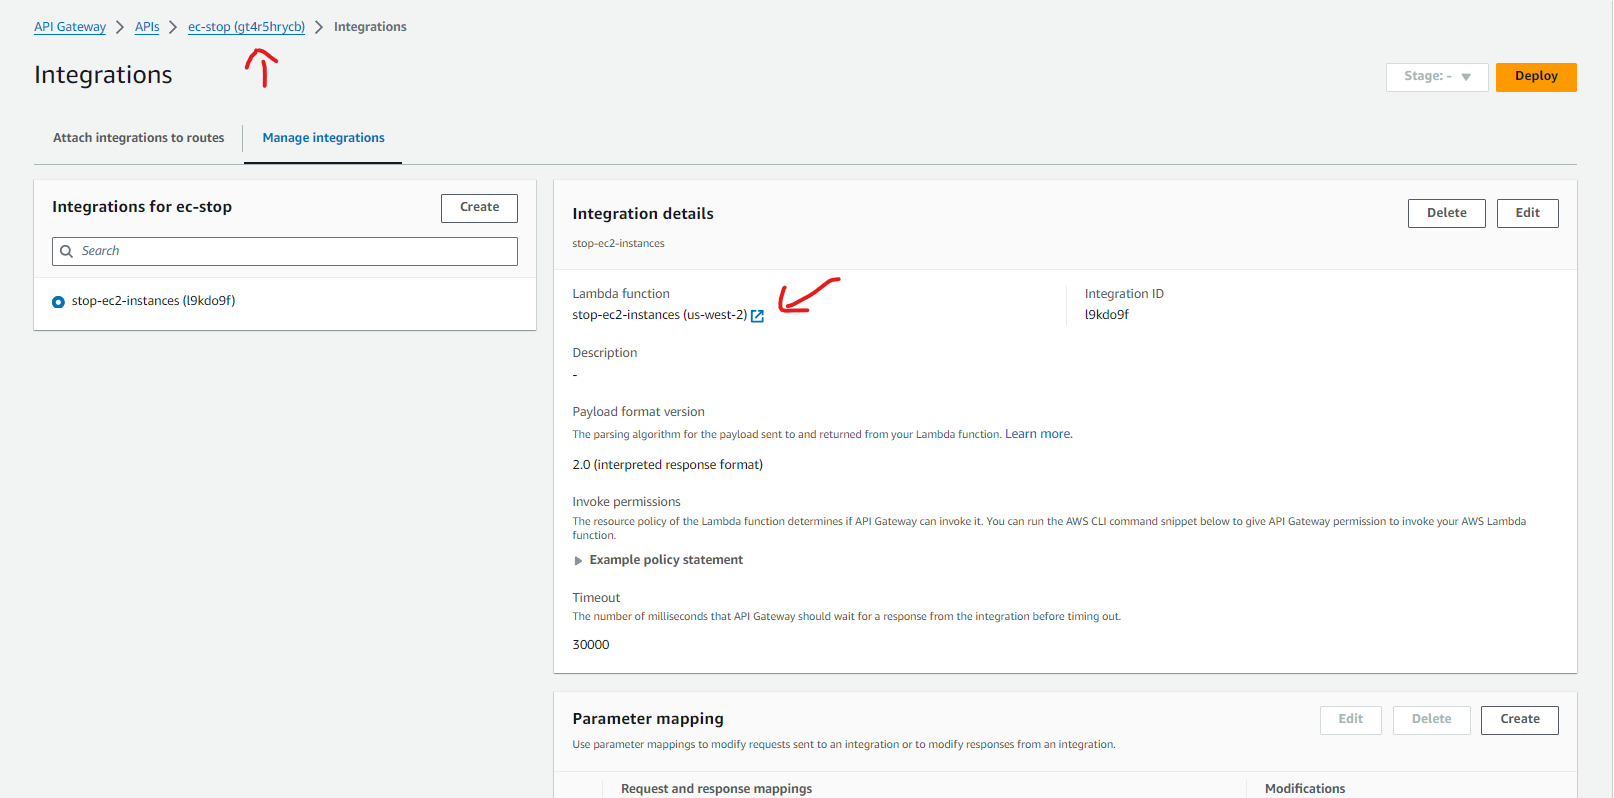 API Gateway > APIs > ec-stop (gt4r5hrycb) > Integrations
Integrations
Stage: -
Deploy
Attach integrations to routes
Manage integrations
Integrations for ec-stop
Create
Search
stop-ec2-instances (l9kdo9f)
Integration details
Delete
Edit
stop-ec2-instances
Lambda function
stop-ec2-instances (us-west-2)
Integration ID
l9kdo9f
Description
-
Payload format version
The parsing algorithm for the payload sent to and returned from your Lambda function. Learn more.
2.0 (interpreted response format)
Invoke permissions
The resource policy of the Lambda function determines if API Gateway can invoke it. You can run the AWS CLI command snippet below to give API Gateway permission to invoke your AWS Lambda
function.
Example policy statement
Timeout
The number of milliseconds that API Gateway should wait for a response from the integration before timing out.
30000
Parameter mapping
Edit
Delete
Create
Use parameter mappings to modify requests sent to an integration or to modify responses from an integration.
Request and response mappings
Modifications